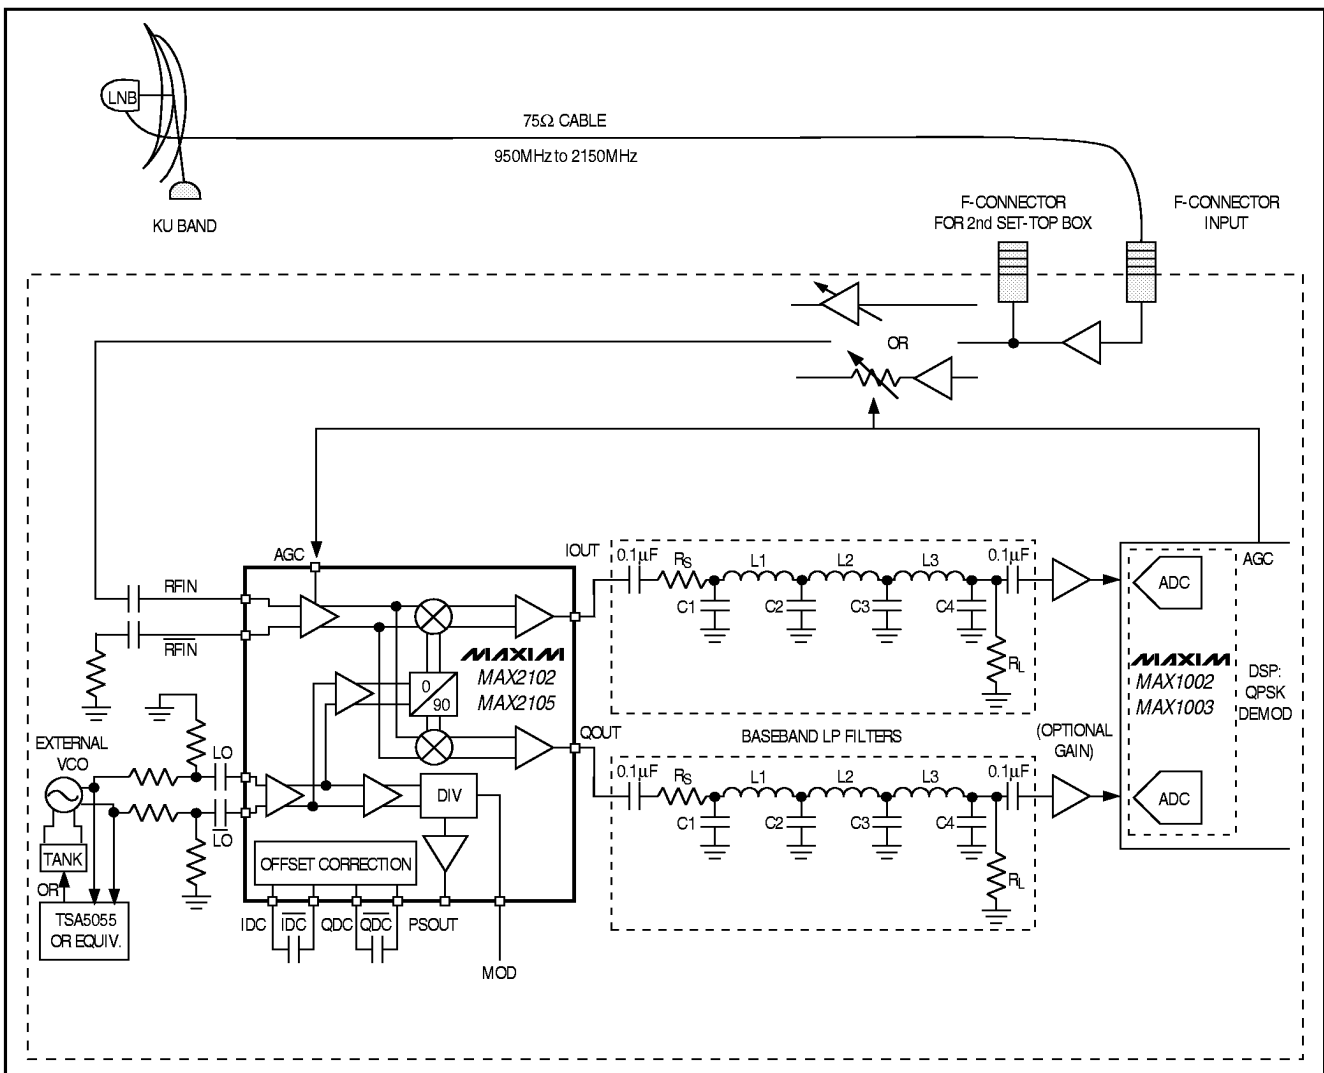 LNB
75Ω CABLE
950MHz to 2150MHz
KU BAND
F-CONNECTOR
FOR 2nd SET-TOP BOX
F-CONNECTOR
INPUT
OR
AGC
RFIN
RFIN
IOUT
0.1µF
RS
L1
L2
L3
0.1µF
C1
C2
C3
C4
RL
AGC
ADC
MAXIM
MAX2102
MAX2105
0
90
MAXIM
MAX1002
MAX1003
DSP:
QPSK
DEMOD
EXTERNAL
VCO
LO
LO
QOUT
BASEBAND LP FILTERS
(OPTIONAL
GAIN)
0.1µF
RS
L1
L2
L3
0.1µF
C1
C2
C3
C4
RL
ADC
DIV
TANK
OR
TSA5055
OR EQUIV.
OFFSET CORRECTION
IDC
IDC
QDC
QDC
PSOUT
MOD